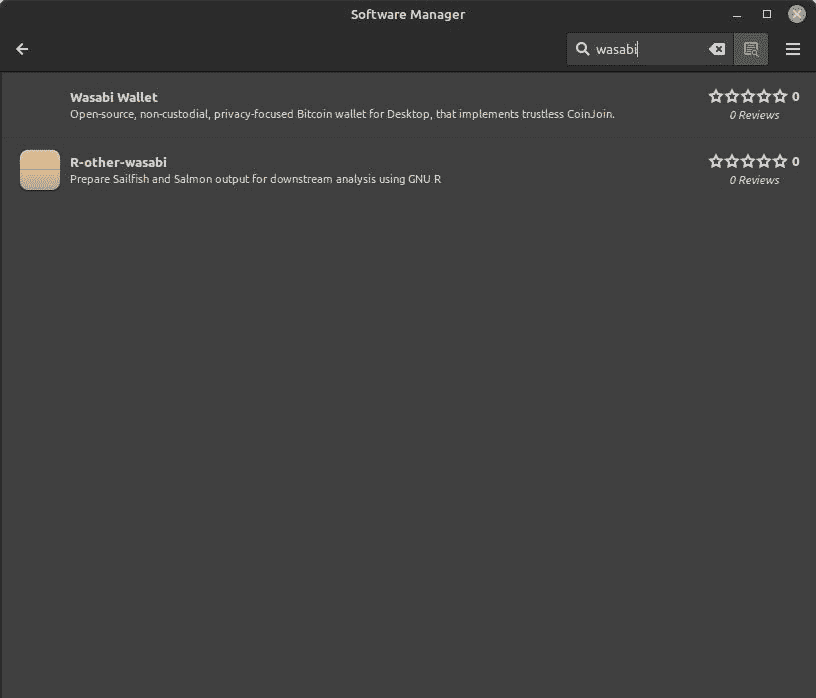 Software Manager
wasabi
Wasabi Wallet
Open-source, non-custodial, privacy-focused Bitcoin wallet for Desktop, that implements trustless CoinJoin.
0
0 Reviews
R-other-wasabi
Prepare Sailfish and Salmon output for downstream analysis using GNU R
0
0 Reviews